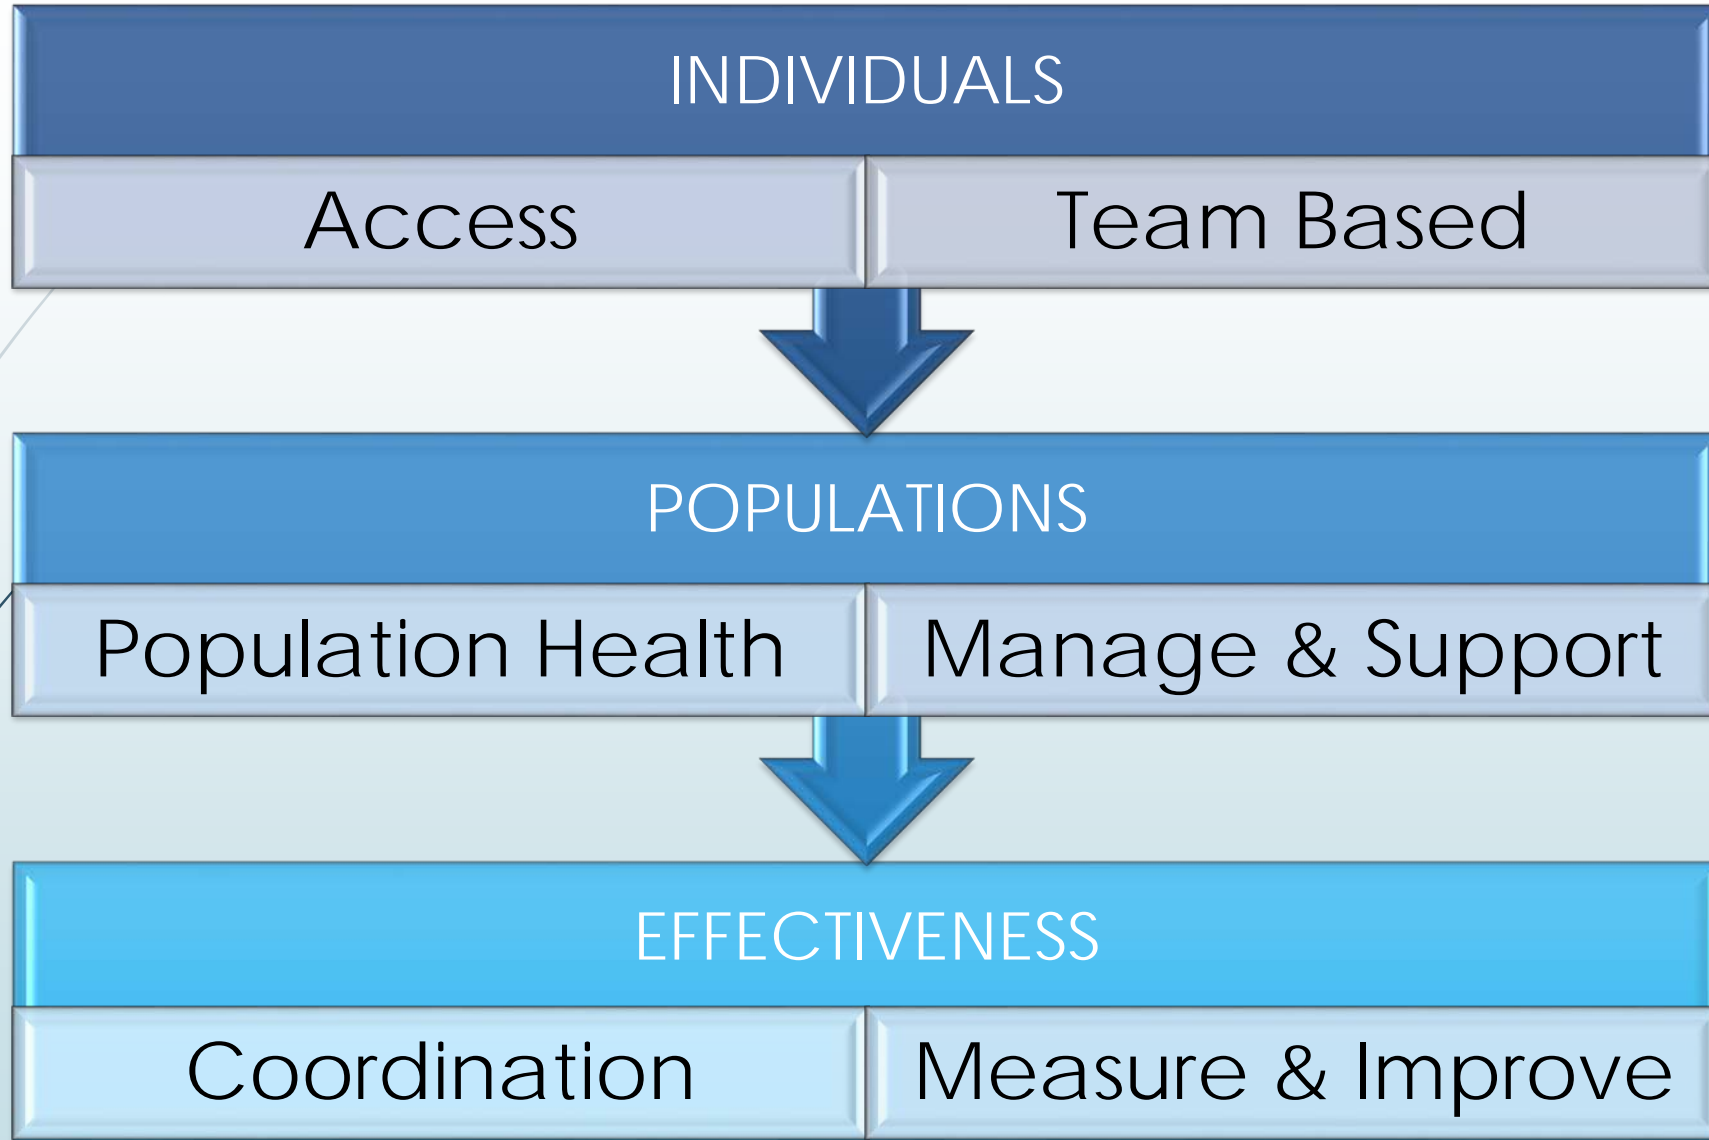 INDIVIDUALS
Access
Team Based
POPULATIONS
Population Health
Manage & Support
EFFECTIVENESS
Coordination
Measure & Improve